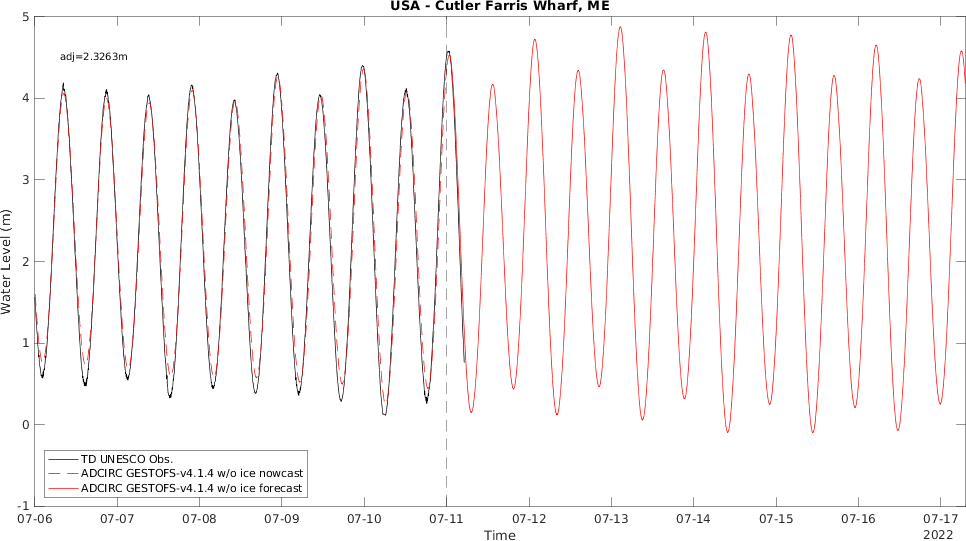 USA - Cutler Farris Wharf, ME
adj=2.3263m
5
4
3
2
1
0
-1
Water Level (m)
TD UNESCO Obs.
ADCIRC GESTOFS-v4.1.4 w/o ice nowcast
ADCIRC GESTOFS-v4.1.4 w/o ice forecast
07-06 07-07 07-08 07-09 07-10 07-11 07-12 07-13 07-14 07-15 07-16 07-17
Time
2022